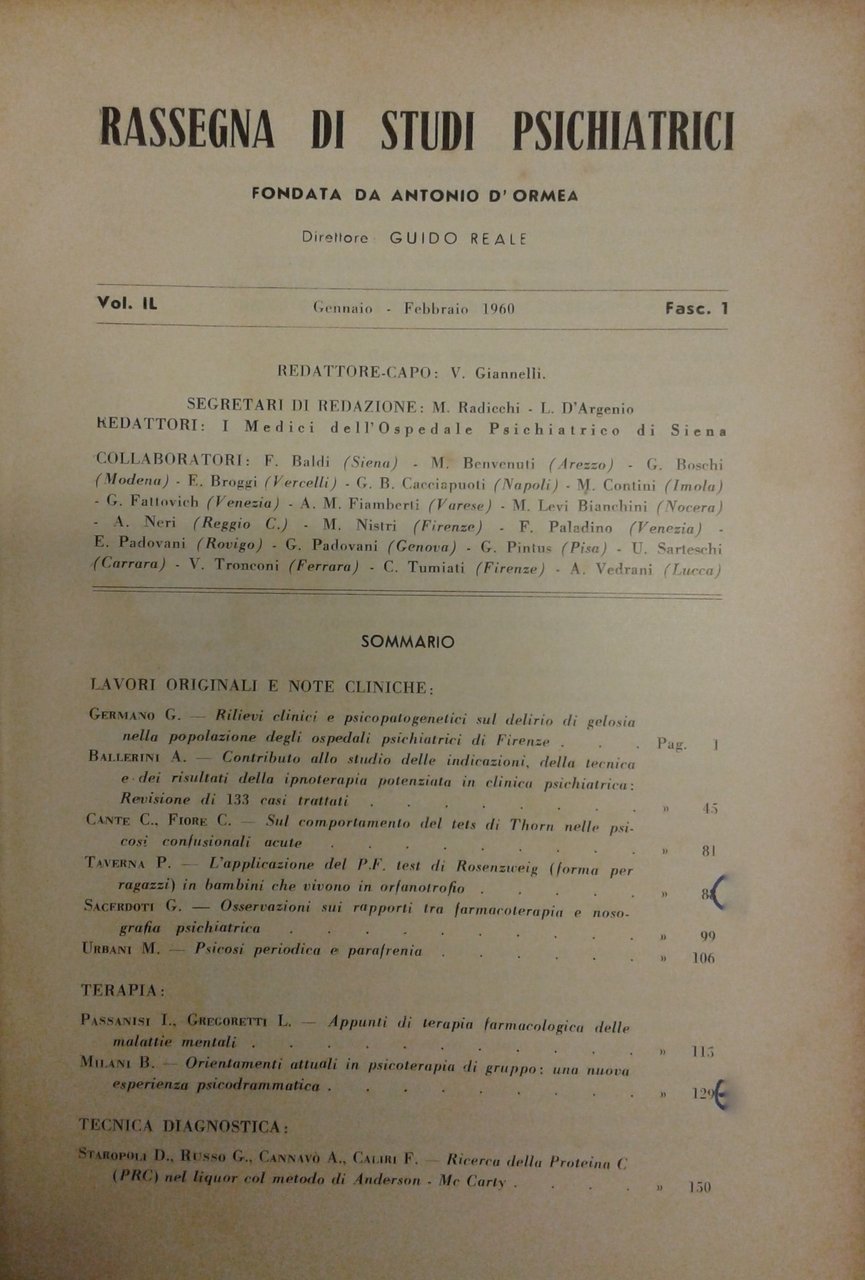 RASSEGNA DI STUDI PSICHIATRICI
FONDATA DA ANTONIO D'ORMEA
Direttore GUIDO REALE
Vol. IL Gennaio - Febbraio 1960 Fasc. 1
REDATTORE-CAPO: V. Giannelli.
SEGRETARI DI REDAZIONE: M. Radicchi - L. D'Argenio
REDATTORI: I Medici dell'Ospedale Psichiatrico di Siena
COLLABORATORI: F. Baldi (Siena) - M. Benvenuti (Arezzo) - G. Boschi
(Modena) - E. Broggi (Vercelli) - G. B. Cacciapuoti (Napoli) - M. Contini (Imola)
- G. Fattovich (Venezia) - A. M. Fiamberti (Varese) - M. Levi Bianchini (Nocera)
- A. Neri (Reggio C.) - M. Nistri (Firenze) - F. Paladino (Venezia) -
E. Padovani (Rovigo) - G. Padovani (Genova) - G. Pintus (Pisa) - U. Sarteschi
(Carrara) - V. Tronconi (Ferrara) - C. Tumiati (Firenze) - A. Vedrani (Lucca)
SOMMARIO
LAVORI ORIGINALI E NOTE CLINICHE:
GERMANO G. — Rilievi clinici e psicopatogenetici sul delirio di gelosia
nella popolazione degli ospedali psichiatrici di Firenze . . . Pag. 1
BALLERINI A. — Contributo allo studio delle indicazioni, della tecnica
e dei risultati della ipnoterapia potenziata in clinica psichiatrica:
Revisione di 133 casi trattati . . . . . . . » 45
CANTE C., FIORE C. — Sul comportamento del tets di Thorn nelle psi-
cosi confusionali acute . . . . . . . . » 81
TAVERNA P. — L'applicazione del P.F. test di Rosenzweig (forma per
ragazzi) in bambini che vivono in orfanotrofio . . . . »
SACERDOTI G. — Osservazioni sui rapporti tra farmacoterapia e noso-
grafia psichiatrica . . . . . . . . . » 99
URBANI M. — Psicosi periodica e parafrenia . . . . . » 106
TERAPIA:
PASSANISI I., GREGORETTI L. — Appunti di terapia farmacologica delle
malattie mentali . . . . . . . . . . » 115
MILANI B. — Orientamenti attuali in psicoterapia di gruppo: una nuova
esperienza psicodrammatica . . . . . . . . » 129
TECNICA DIAGNOSTICA:
STAROPOLI D., RUSSO G., CANNAVÒ A., CALIRI F. — Ricerca della Proteina C
(PRC) nel liquor col metodo di Anderson - Mc Carty . . . . » 150